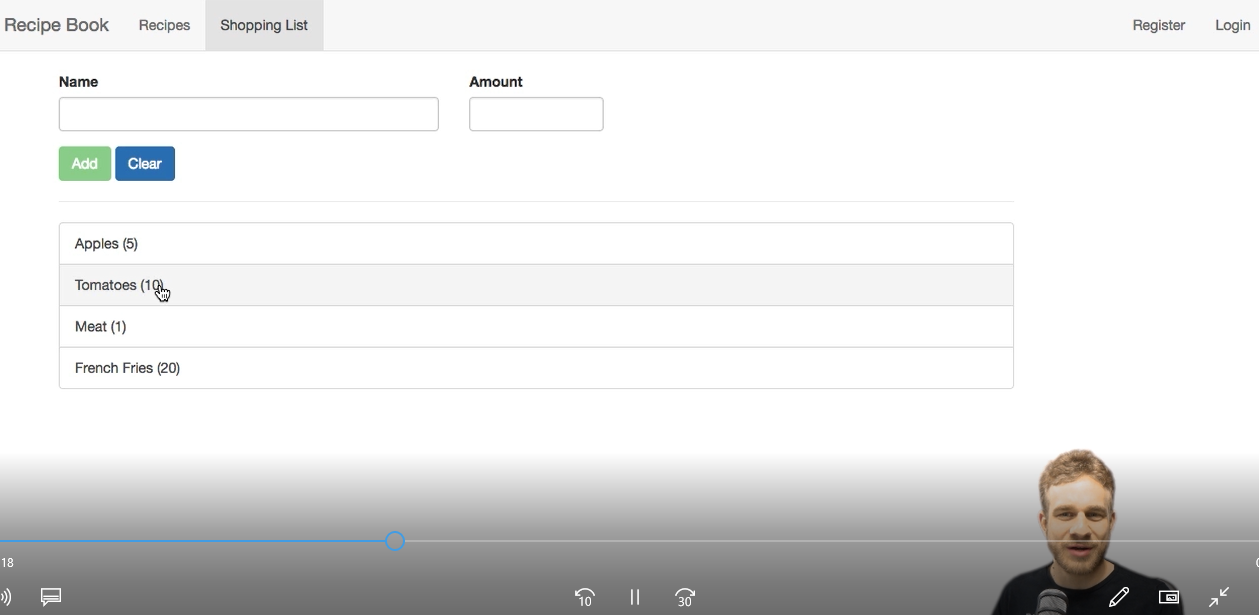 Recipe Book Recipes Shopping List Register Login
Name Amount
Add Clear
Apples (5)
Tomatoes (10)
Meat (1)
French Fries (20)
18
10 30